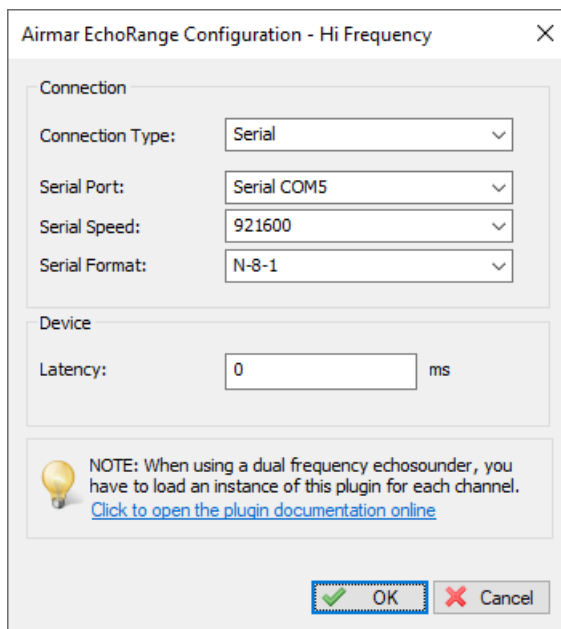 Airmar EchoRange Configuration - Hi Frequency
Connection
Connection Type: Serial
Serial Port: Serial COM5
Serial Speed: 921600
Serial Format: N-8-1
Device
Latency: 0 ms
NOTE: When using a dual frequency echosounder, you
have to load an instance of this plugin for each channel.
Click to open the plugin documentation online
OK Cancel